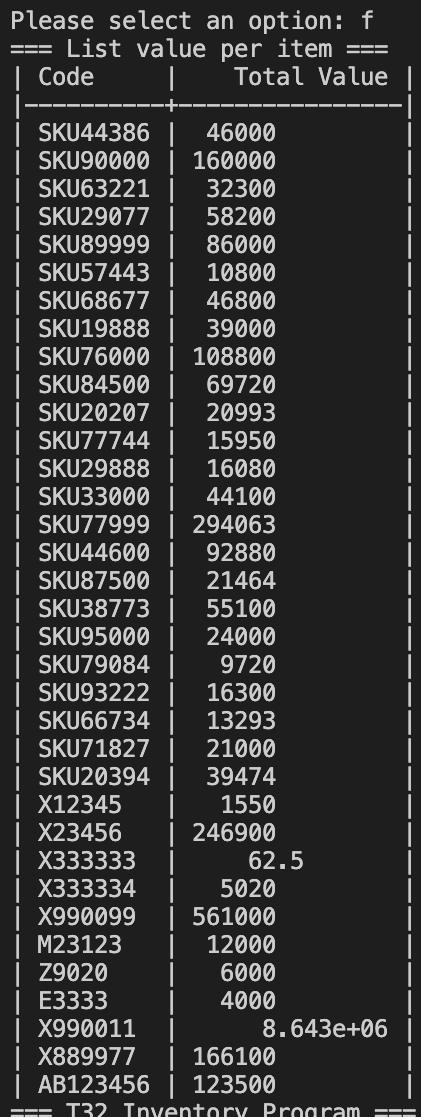 Please select an option: f
=== List value per item ===
| Code      |    Total Value |
|-----------+----------------|
| SKU44386 |  46000         |
| SKU90000 | 160000         |
| SKU63221 |  32300         |
| SKU29077 |  58200         |
| SKU89999 |  86000         |
| SKU57443 |  10800         |
| SKU68677 |  46800         |
| SKU19888 |  39000         |
| SKU76000 | 108800         |
| SKU84500 |  69720         |
| SKU20207 |  20993         |
| SKU77744 |  15950         |
| SKU29888 |  16080         |
| SKU33000 |  44100         |
| SKU77999 | 294063         |
| SKU44600 |  92880         |
| SKU87500 |  21464         |
| SKU38773 |  55100         |
| SKU95000 |  24000         |
| SKU79084 |   9720         |
| SKU93222 |  16300         |
| SKU66734 |  13293         |
| SKU71827 |  21000         |
| SKU20394 |  39474         |
| X12345   |   1550         |
| X23456   | 246900         |
| X333333  |     62.5       |
| X333334  |   5020         |
| X990099  | 561000         |
| M23123   |  12000         |
| Z9020    |   6000         |
| E3333    |   4000         |
| X990011  |      8.643e+06 |
| X889977  | 166100         |
| AB123456 | 123500         |
=== T32 Inventory Program ===